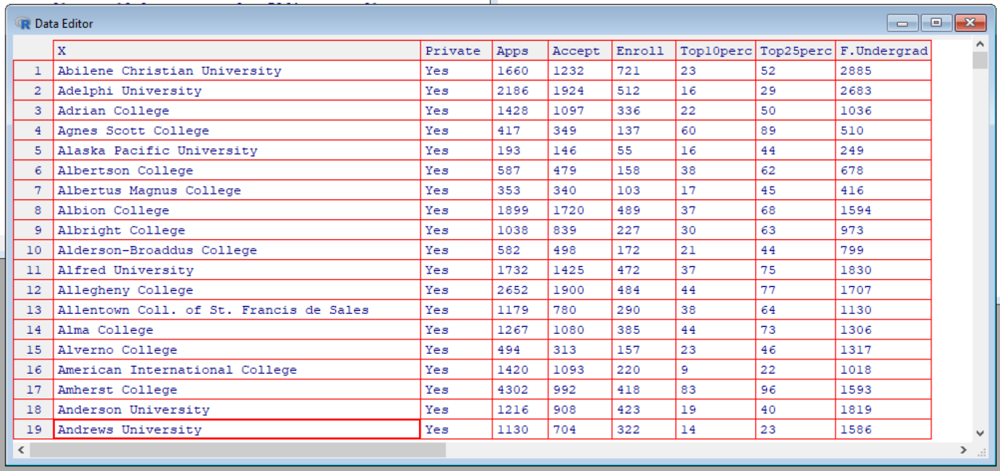 Data Editor
X Private Apps Accept Enroll Top10perc Top25perc F.Undergrad
1 Abilene Christian University Yes 1660 1232 721 23 52 2885
2 Adelphi University Yes 2186 1924 512 16 29 2683
3 Adrian College Yes 1428 1097 336 22 50 1036
4 Agnes Scott College Yes 417 349 137 60 89 510
5 Alaska Pacific University Yes 193 146 55 16 44 249
6 Albertson College Yes 587 479 158 38 62 678
7 Albertus Magnus College Yes 353 340 103 17 45 416
8 Albion College Yes 1899 1720 489 37 68 1594
9 Albright College Yes 1038 839 227 30 63 973
10 Alderson-Broaddus College Yes 582 498 172 21 44 799
11 Alfred University Yes 1732 1425 472 37 75 1830
12 Allegheny College Yes 2652 1900 484 44 77 1707
13 Allentown Coll. of St. Francis de Sales Yes 1179 780 290 38 64 1130
14 Alma College Yes 1267 1080 385 44 73 1306
15 Alverno College Yes 494 313 157 23 46 1317
16 American International College Yes 1420 1093 220 9 22 1018
17 Amherst College Yes 4302 992 418 83 96 1593
18 Anderson University Yes 1216 908 423 19 40 1819
19 Andrews University Yes 1130 704 322 14 23 1586